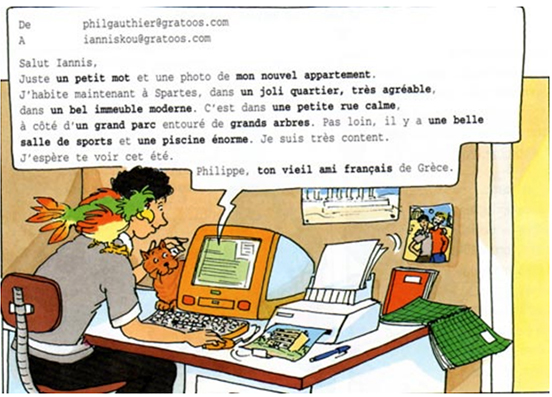 De philgauthier@gratoos.com
A ianniskou@gratoos.com
Salut Iannis,
Juste un petit mot et une photo de mon nouvel appartement.
J'habite maintenant à Spartes, dans un joli quartier, très agréable,
dans un bel immeuble moderne. C'est dans une petite rue calme,
à côté d'un grand parc entouré de grands arbres. Pas loin, il y a une belle
salle de sports et une piscine énorme. Je suis très content.
J'espère te voir cet été.
Philippe, ton vieil ami français de Grèce.